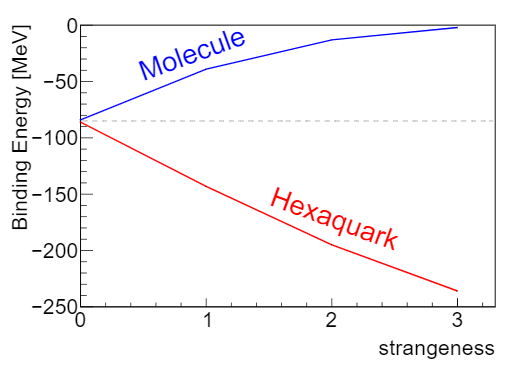 0
−50
−100
−150
−200
−250
Binding Energy [MeV]
Molecule
Hexaquark
0 1 2 3
strangeness